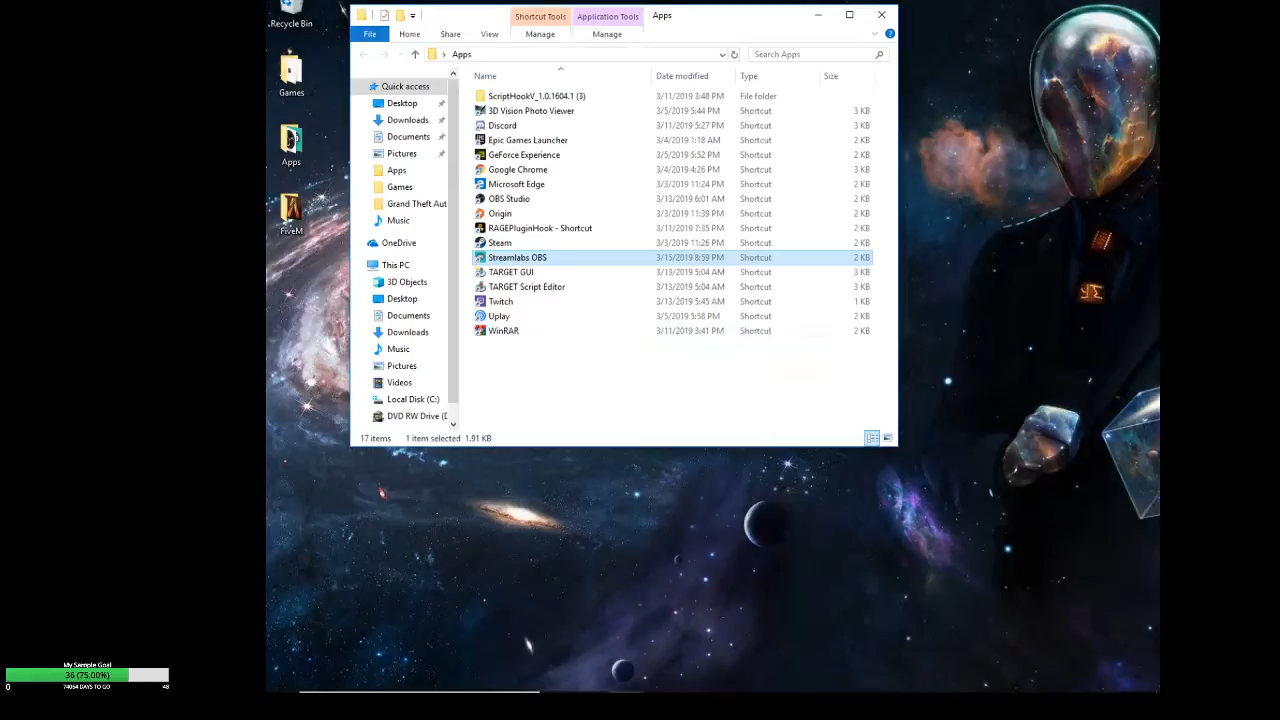 Shortcut Tools Application Tools Apps
File Home Share View Manage Manage
Apps Search Apps
Name Date modified Type Size
Recycle Bin
Games
Apps
FiveM
Quick access
Desktop
Downloads
Documents
Pictures
Apps
Games
Grand Theft Aut
Music
OneDrive
This PC
3D Objects
Desktop
Documents
Downloads
Music
Pictures
Videos
Local Disk (C:)
DVD RW Drive (D
ScriptHookV_1.0.1604.1 (3) 3/11/2019 3:48 PM File folder
3D Vision Photo Viewer 3/5/2019 5:44 PM Shortcut 3 KB
Discord 3/11/2019 5:27 PM Shortcut 3 KB
Epic Games Launcher 3/4/2019 1:18 AM Shortcut 2 KB
GeForce Experience 3/5/2019 5:52 PM Shortcut 2 KB
Google Chrome 3/4/2019 4:26 PM Shortcut 3 KB
Microsoft Edge 3/3/2019 11:24 PM Shortcut 2 KB
OBS Studio 3/13/2019 6:01 AM Shortcut 2 KB
Origin 3/3/2019 11:39 PM Shortcut 2 KB
RAGEPluginHook - Shortcut 3/11/2019 7:35 PM Shortcut 2 KB
Steam 3/3/2019 11:26 PM Shortcut 2 KB
Streamlabs OBS 3/15/2019 8:59 PM Shortcut 2 KB
TARGET GUI 3/13/2019 5:04 AM Shortcut 3 KB
TARGET Script Editor 3/13/2019 5:04 AM Shortcut 3 KB
Twitch 3/13/2019 5:45 AM Shortcut 1 KB
Uplay 3/5/2019 5:58 PM Shortcut 2 KB
WinRAR 3/11/2019 3:41 PM Shortcut 2 KB
17 items 1 item selected 1.91 KB
My Sample Goal
36 (75.00%)
0 74064 DAYS TO GO 48